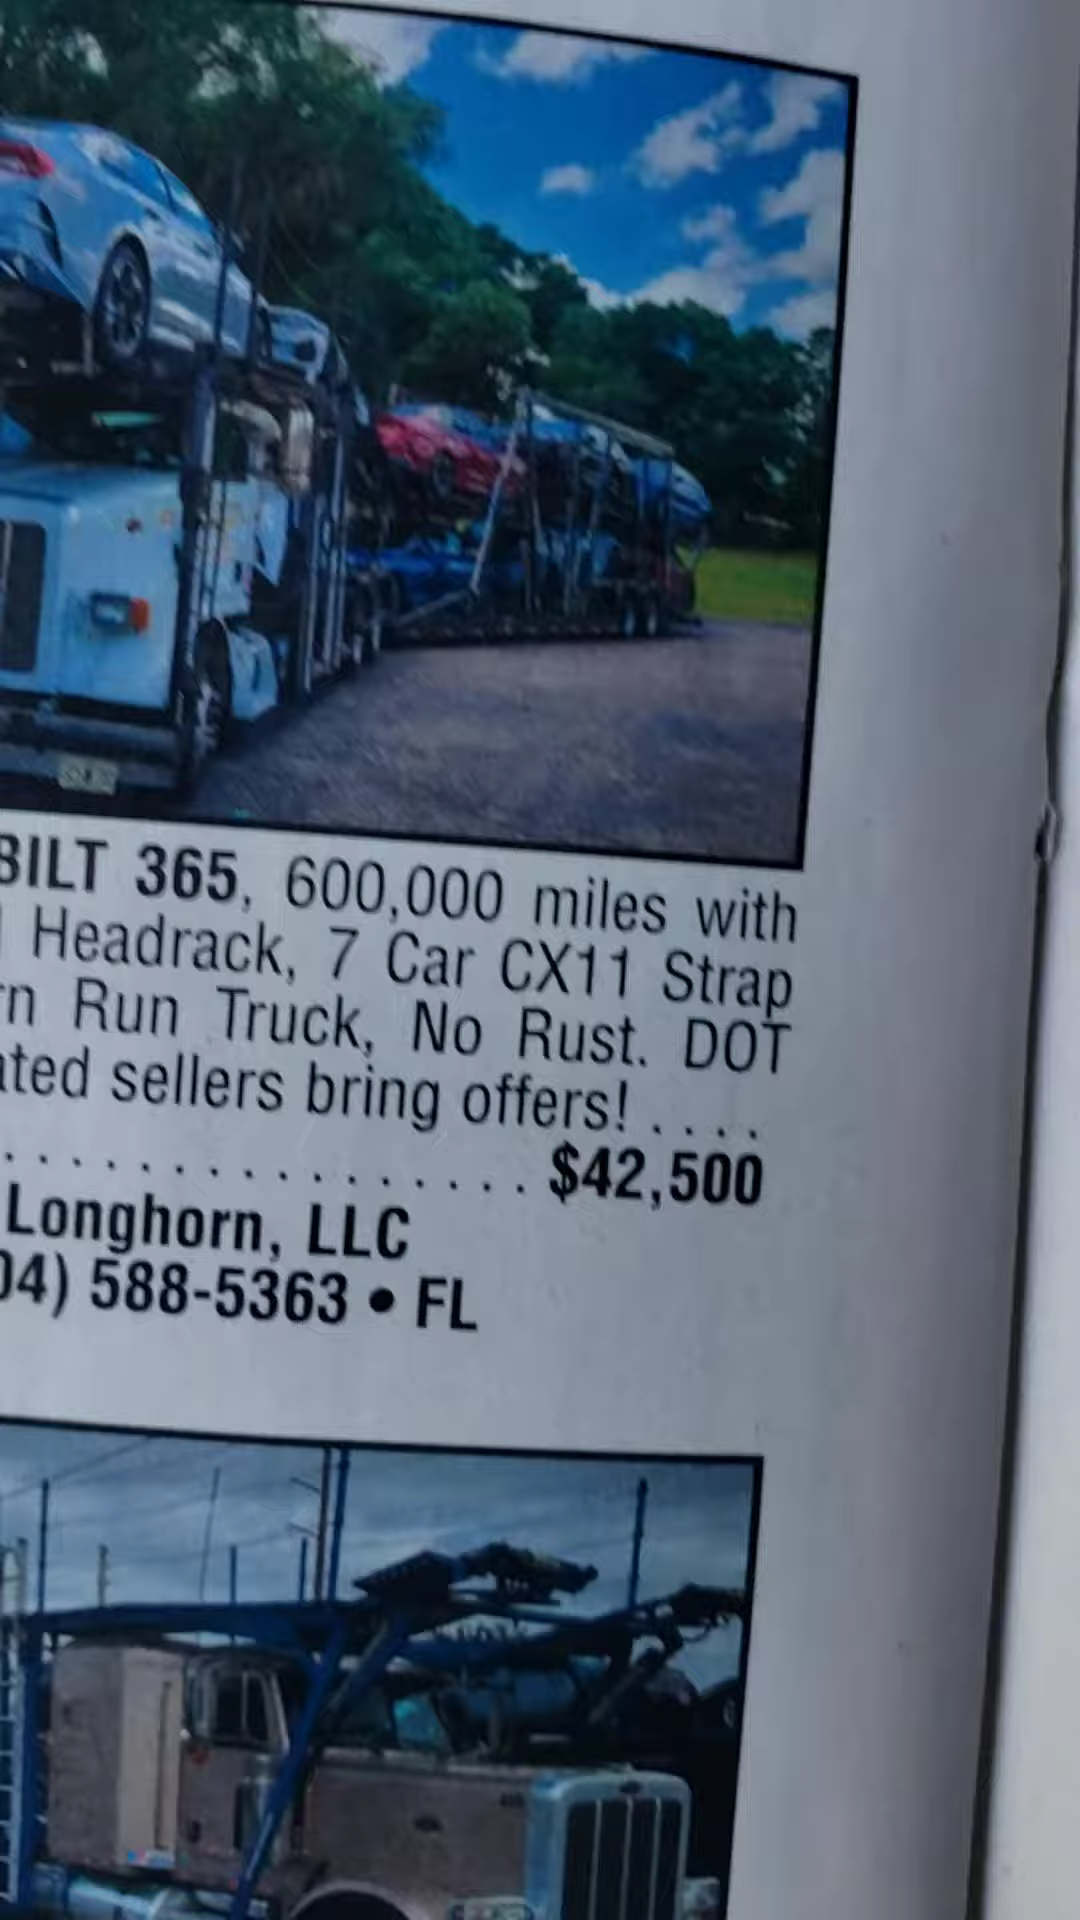 BILT 365, 600,000 miles with
Headrack, 7 Car CX11 Strap
rn Run Truck, No Rust. DOT
ated sellers bring offers! . . . .
. . . . . . . . . . . . . . . . $42,500
Longhorn, LLC
04) 588-5363 • FL